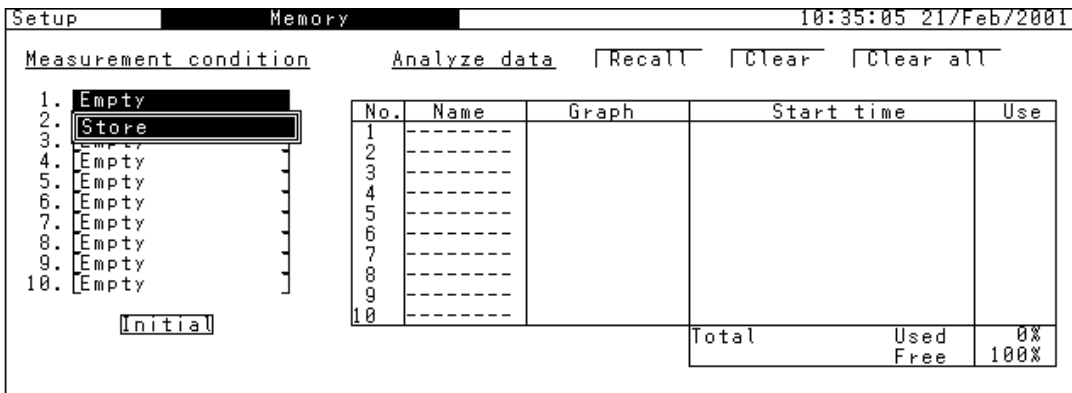 Setup Memory 10:35:05 21/Feb/2001
Measurement condition Analyze data Recall Clear Clear all
1. Empty
2. Store
3.
4. Empty
5. Empty
6. Empty
7. Empty
8. Empty
9. Empty
10. Empty
Initial
No. Name Graph Start time Use
1 --------
2 --------
3 --------
4 --------
5 --------
6 --------
7 --------
8 --------
9 --------
10 --------
Total Used 0%
Free 100%